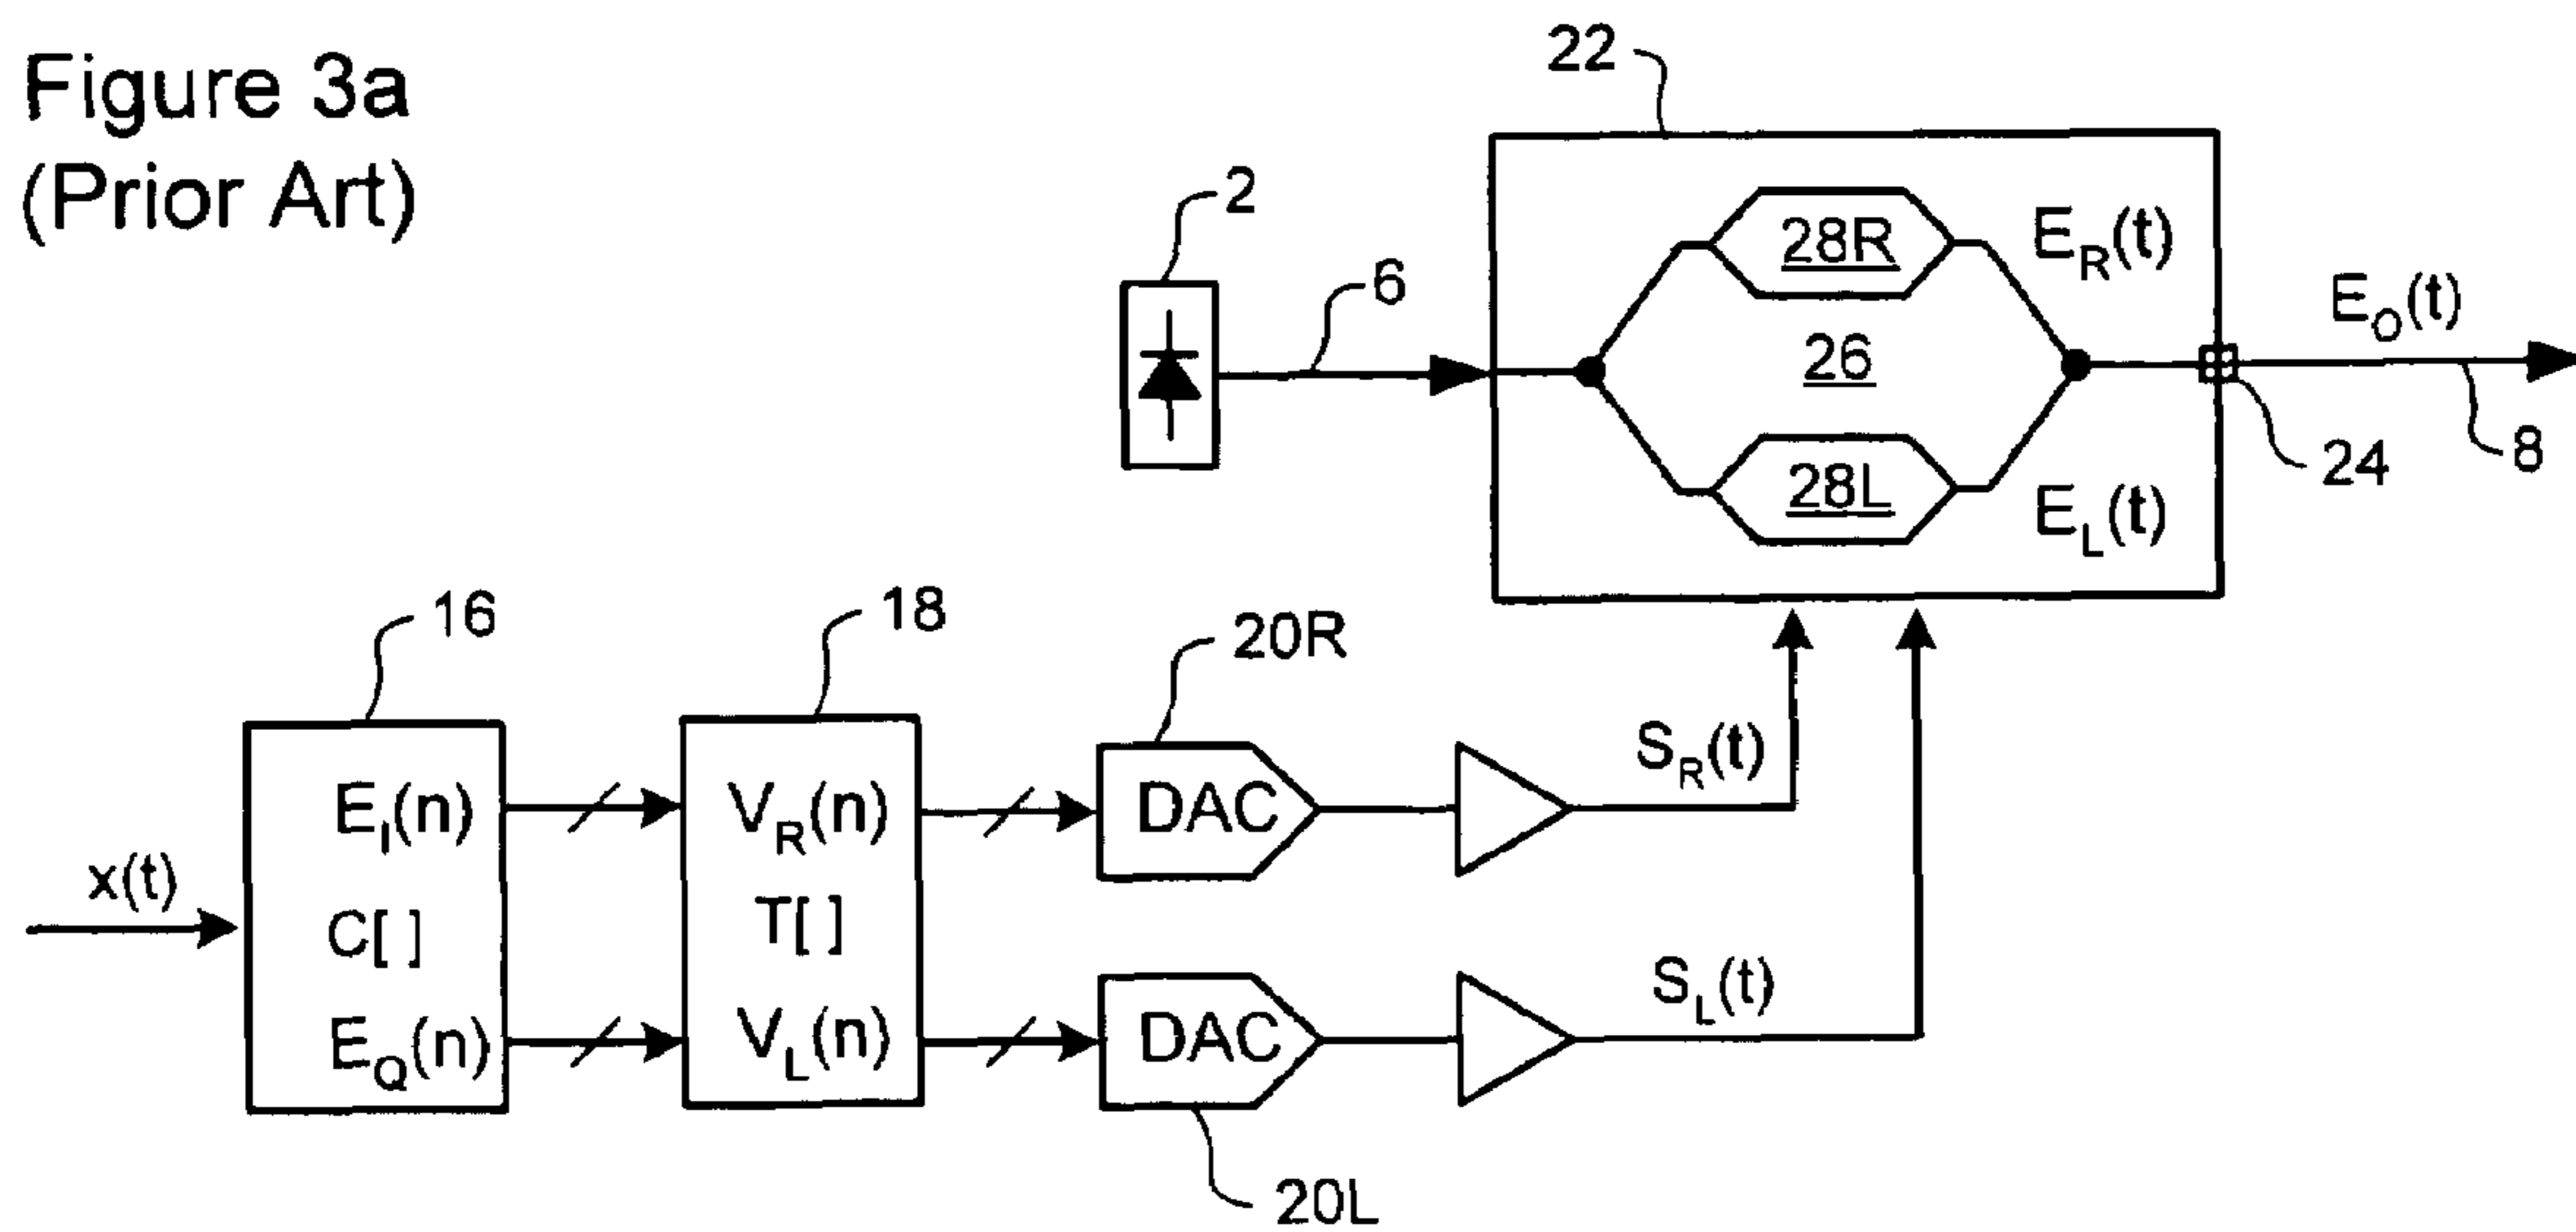 Figure 3a
(Prior Art)
22
2
6
28R
E_R(t)
26
E_O(t)
28L
E_L(t)
24
8
16
18
20R
x(t)
E_I(n)
C[ ]
E_Q(n)
V_R(n)
T[ ]
V_L(n)
DAC
DAC
S_R(t)
S_L(t)
20L